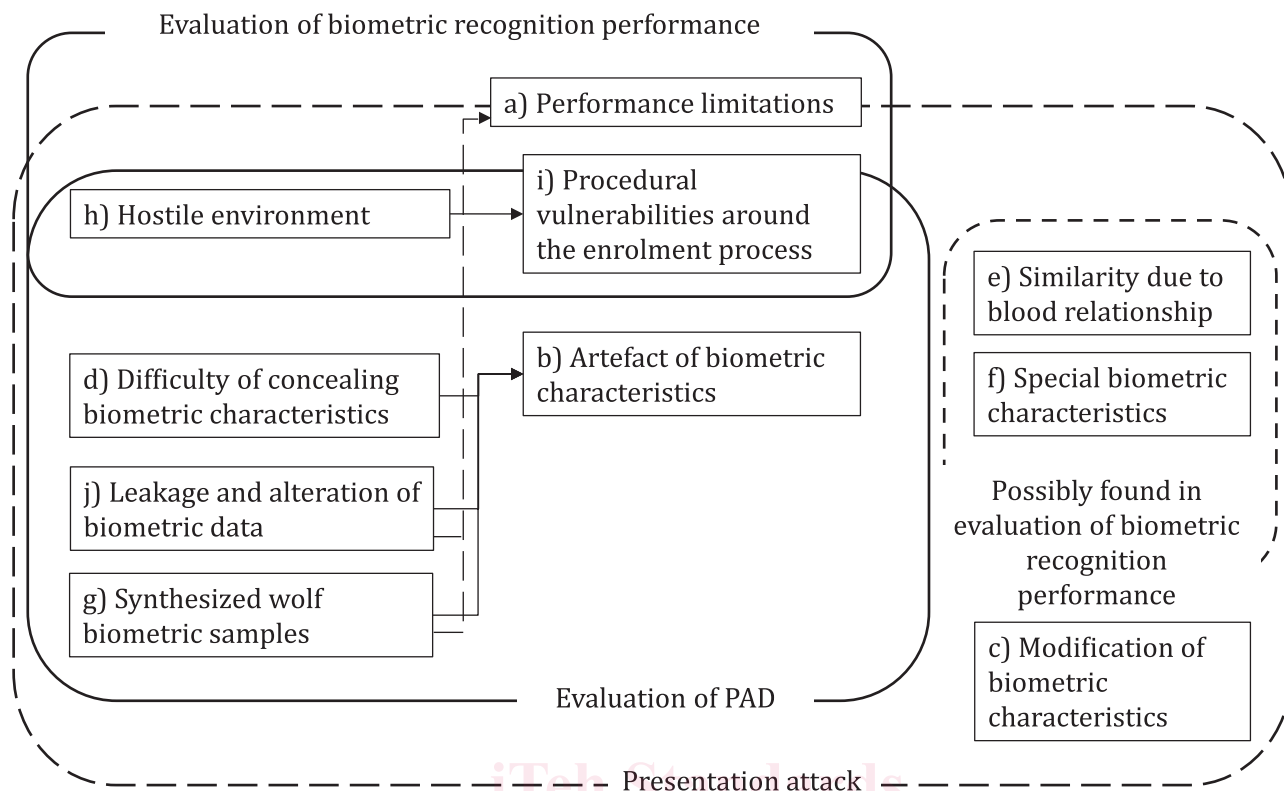 Evaluation of biometric recognition performance
a) Performance limitations
i) Procedural
vulnerabilities around
the enrolment process
h) Hostile environment
e) Similarity due to
blood relationship
b) Artefact of biometric
characteristics
d) Difficulty of concealing
biometric characteristics
f) Special biometric
characteristics
j) Leakage and alteration of
biometric data
Possibly found in
evaluation of biometric
recognition
performance
g) Synthesized wolf
biometric samples
c) Modification of
biometric
characteristics
Evaluation of PAD
iTeh Standards
Presentation attack